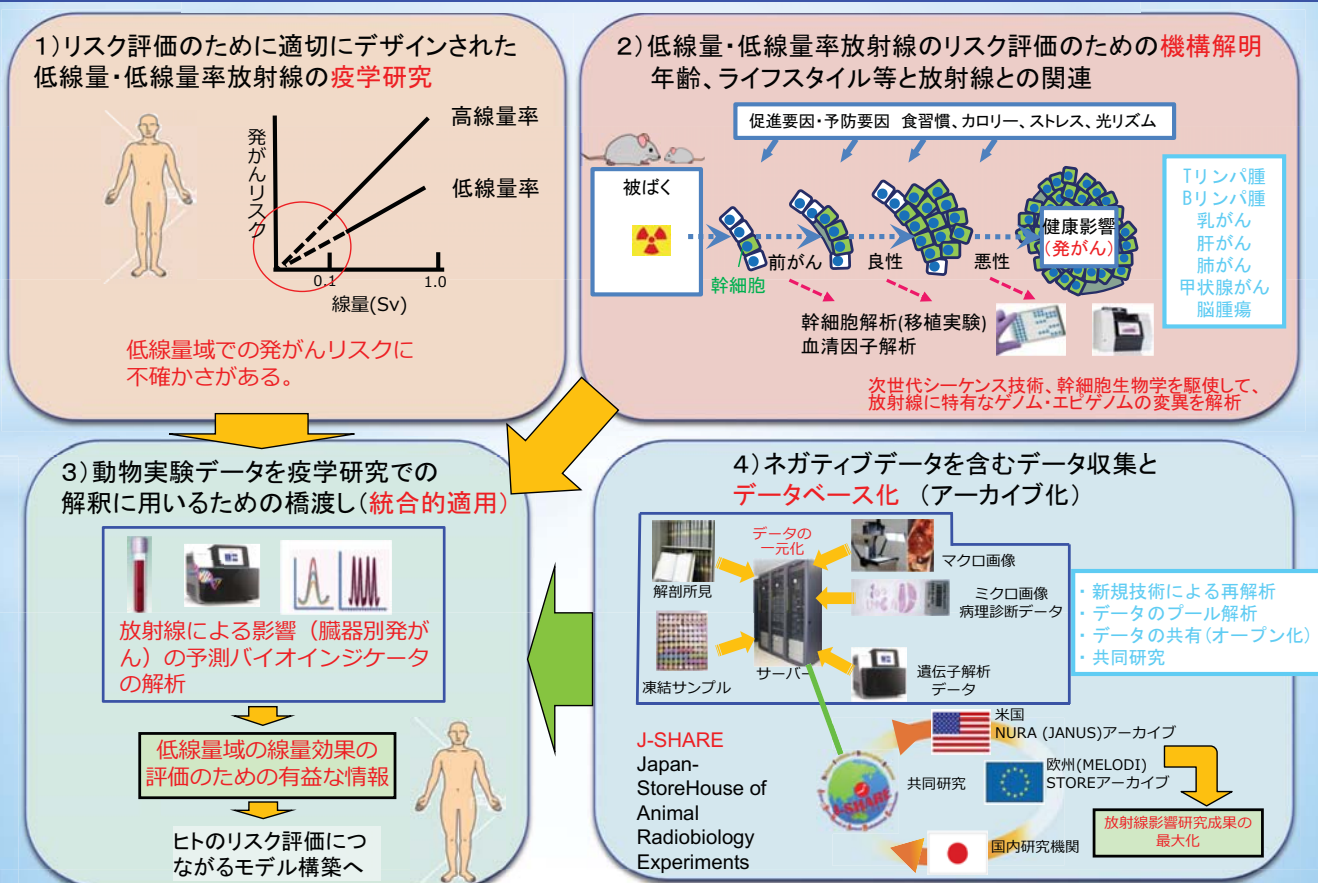 1)リスク評価のために適切にデザインされた
低線量・低線量率放射線の疫学研究
発がんリスク
高線量率
低線量率
0.1
1.0
線量(Sv)
低線量域での発がんリスクに
不確かさがある。
2)低線量・低線量率放射線のリスク評価のための機構解明
年齢、ライフスタイル等と放射線との関連
促進要因・予防要因 食習慣、カロリー、ストレス、光リズム
被ばく
幹細胞
前がん
良性
悪性
健康影響
(発がん)
Tリンパ腫
Bリンパ腫
乳がん
肝がん
肺がん
甲状腺がん
脳腫瘍
幹細胞解析(移植実験)
血清因子解析
次世代シーケンス技術、幹細胞生物学を駆使して、
放射線に特有なゲノム・エピゲノムの変異を解析
3)動物実験データを疫学研究での
解釈に用いるための橋渡し(統合的適用)
放射線による影響（臓器別発が
ん）の予測バイオインジケータ
の解析
低線量域の線量効果の
評価のための有益な情報
ヒトのリスク評価につ
ながるモデル構築へ
4)ネガティブデータを含むデータ収集と
データベース化 （アーカイブ化）
データの
一元化
解剖所見
凍結サンプル
サーバー
マクロ画像
ミクロ画像
病理診断データ
遺伝子解析
データ
・新規技術による再解析
・データのプール解析
・データの共有(オープン化)
・共同研究
J-SHARE
Japan-
StoreHouse of
Animal
Radiobiology
Experiments
J-SHARE
共同研究
米国
NURA (JANUS)アーカイブ
欧州(MELODI)
STOREアーカイブ
国内研究機関
放射線影響研究成果の
最大化